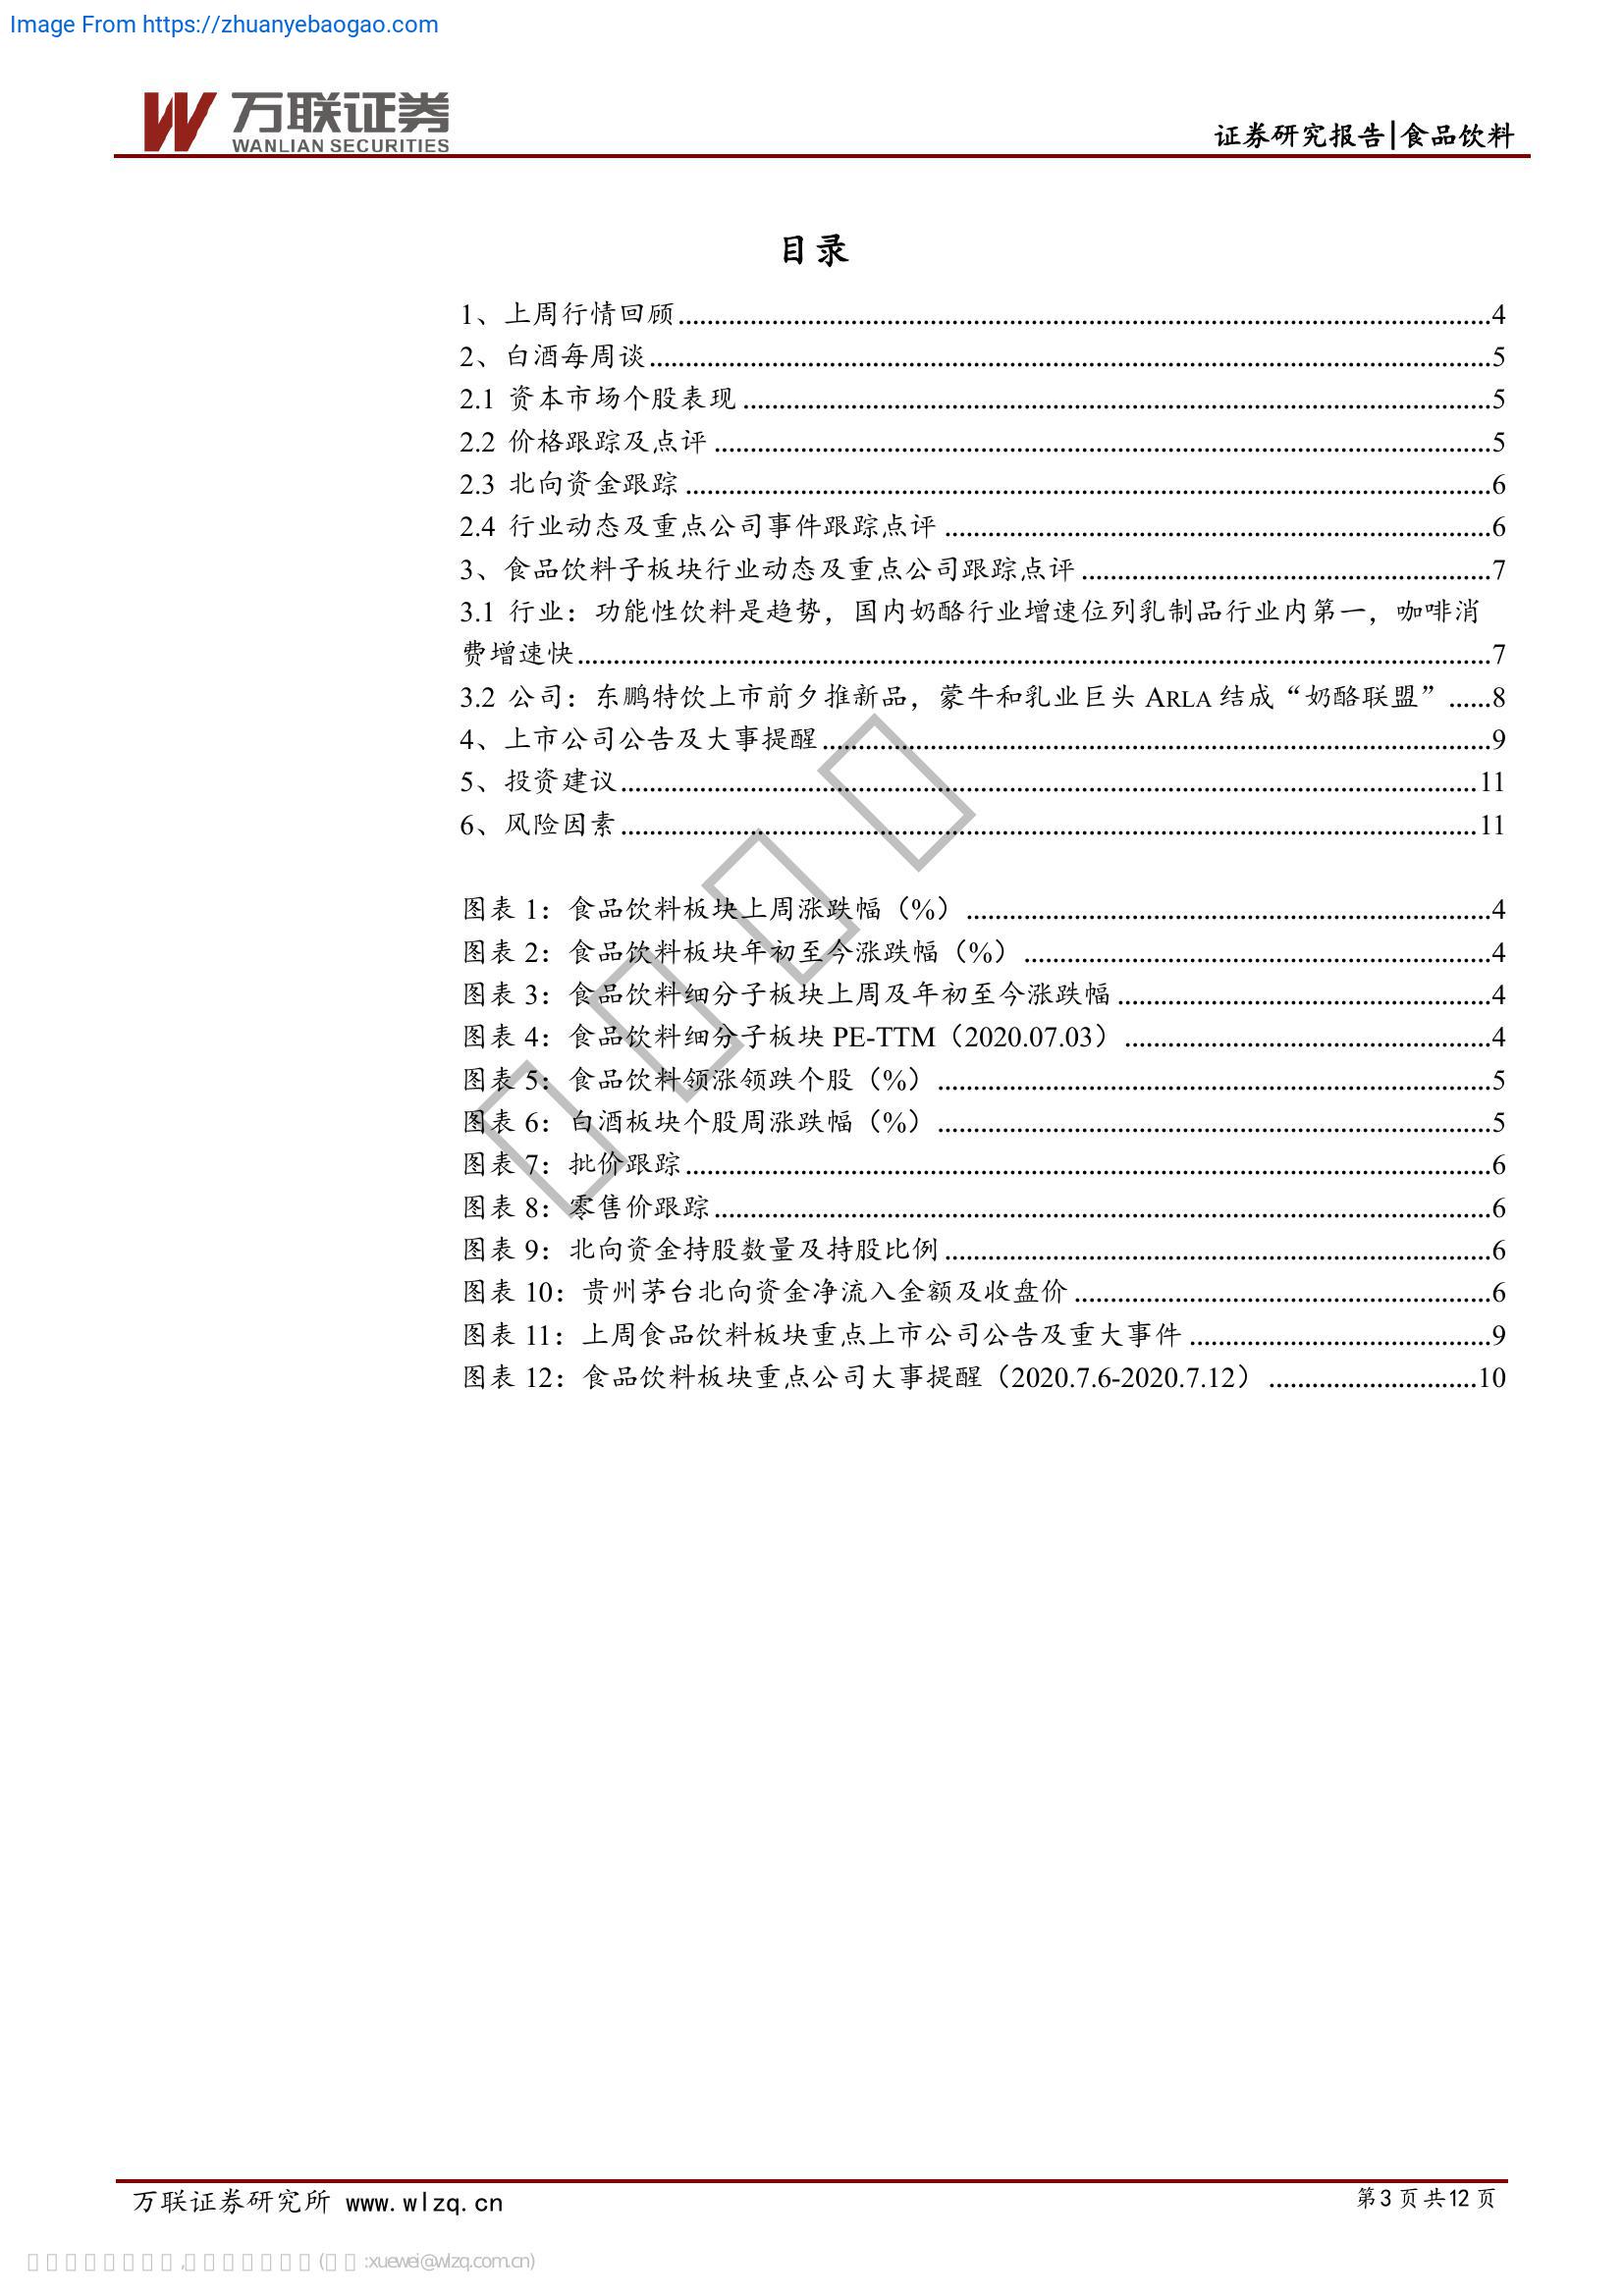 Image From https://zhuanyebaogao.com
万联证券
WANLIAN SECURITIES
证券研究报告|食品饮料
目录
1、上周行情回顾....................4
2、白酒每周谈....................5
2.1 资本市场个股表现....................5
2.2 价格跟踪及点评....................5
2.3 北向资金跟踪....................6
2.4 行业动态及重点公司事件跟踪点评....................6
3、食品饮料子板块行业动态及重点公司跟踪点评....................7
3.1 行业：功能性饮料是趋势，国内奶酪行业增速位列乳制品行业内第一，咖啡消
费增速快....................7
3.2 公司：东鹏特饮上市前夕推新品，蒙牛和乳业巨头 ARLA 结成“奶酪联盟”......8
4、上市公司公告及大事提醒....................9
5、投资建议....................11
6、风险因素....................11
图表 1：食品饮料板块上周涨跌幅（%）....................4
图表 2：食品饮料板块年初至今涨跌幅（%）....................4
图表 3：食品饮料细分子板块上周及年初至今涨跌幅....................4
图表 4：食品饮料细分子板块 PE-TTM（2020.07.03）....................4
图表 5：食品饮料领涨领跌个股（%）....................5
图表 6：白酒板块个股周涨跌幅（%）....................5
图表 7：批价跟踪....................6
图表 8：零售价跟踪....................6
图表 9：北向资金持股数量及持股比例....................6
图表 10：贵州茅台北向资金净流入金额及收盘价....................6
图表 11：上周食品饮料板块重点上市公司公告及重大事件....................9
图表 12：食品饮料板块重点公司大事提醒（2020.7.6-2020.7.12）....................10
万联证券研究所 www.wlzq.cn
第3页共12页
:xuewei@wlzq.com.cn)